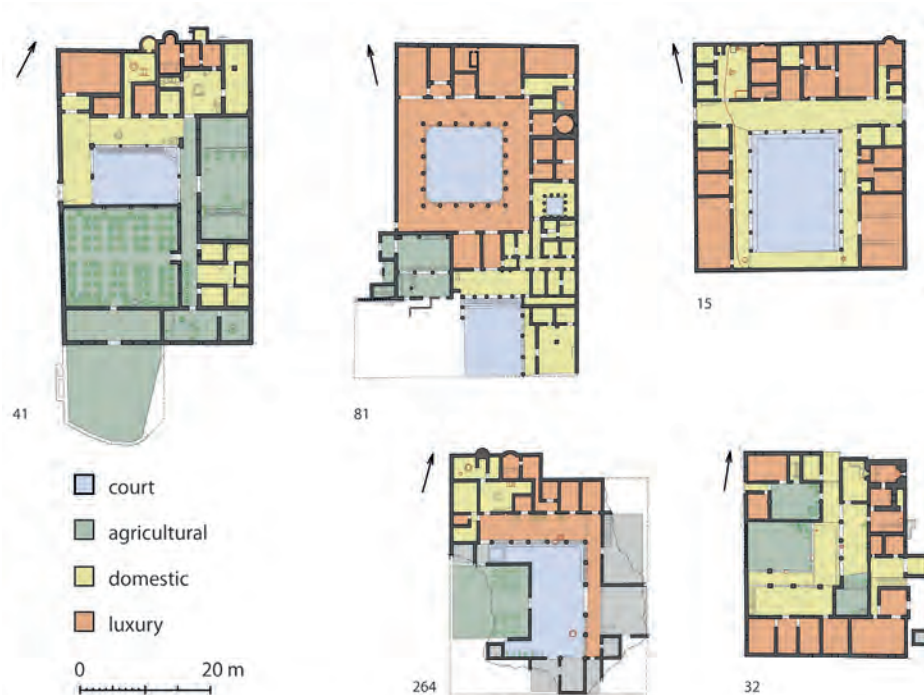 41
81
15
court
agricultural
domestic
luxury
0 20 m
264
32